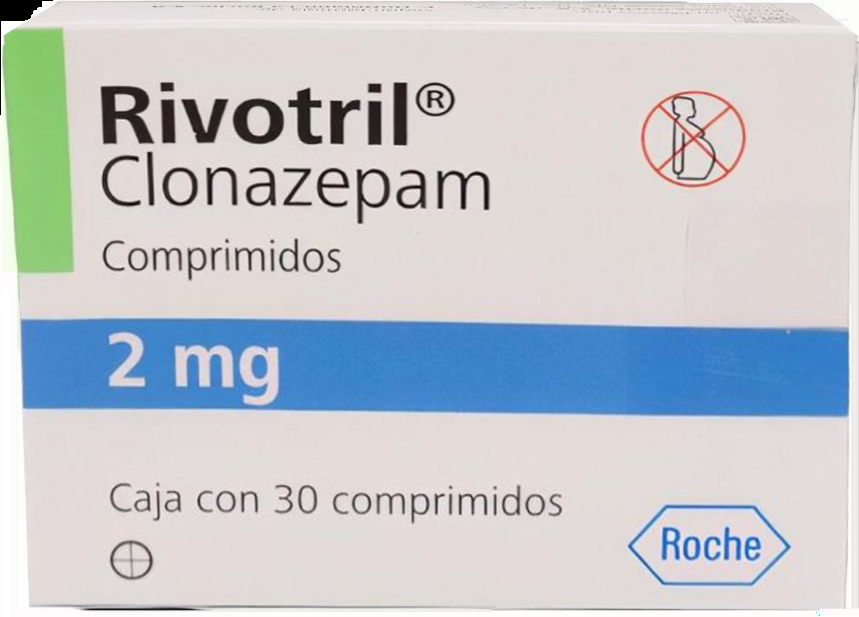 Rivotril®
Clonazepam
Comprimidos
2 mg
Caja con 30 comprimidos
Roche